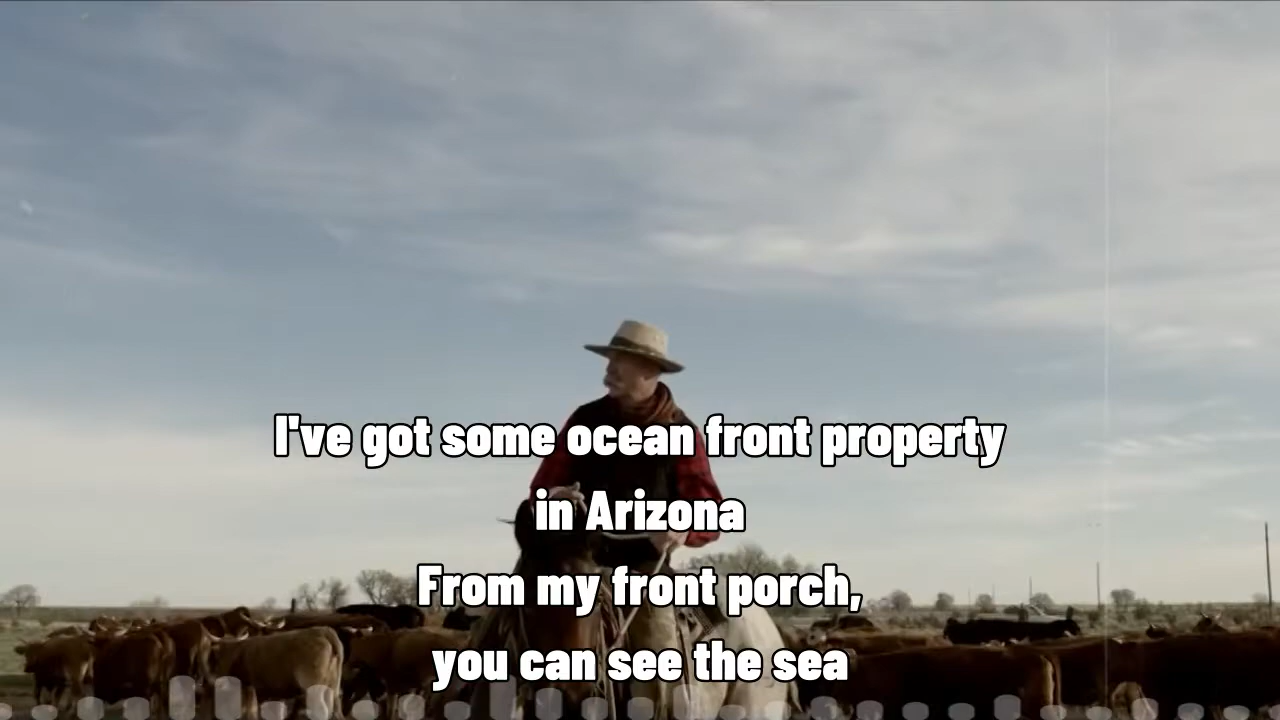 I've got some ocean front property
in Arizona
From my front porch,
you can see the sea